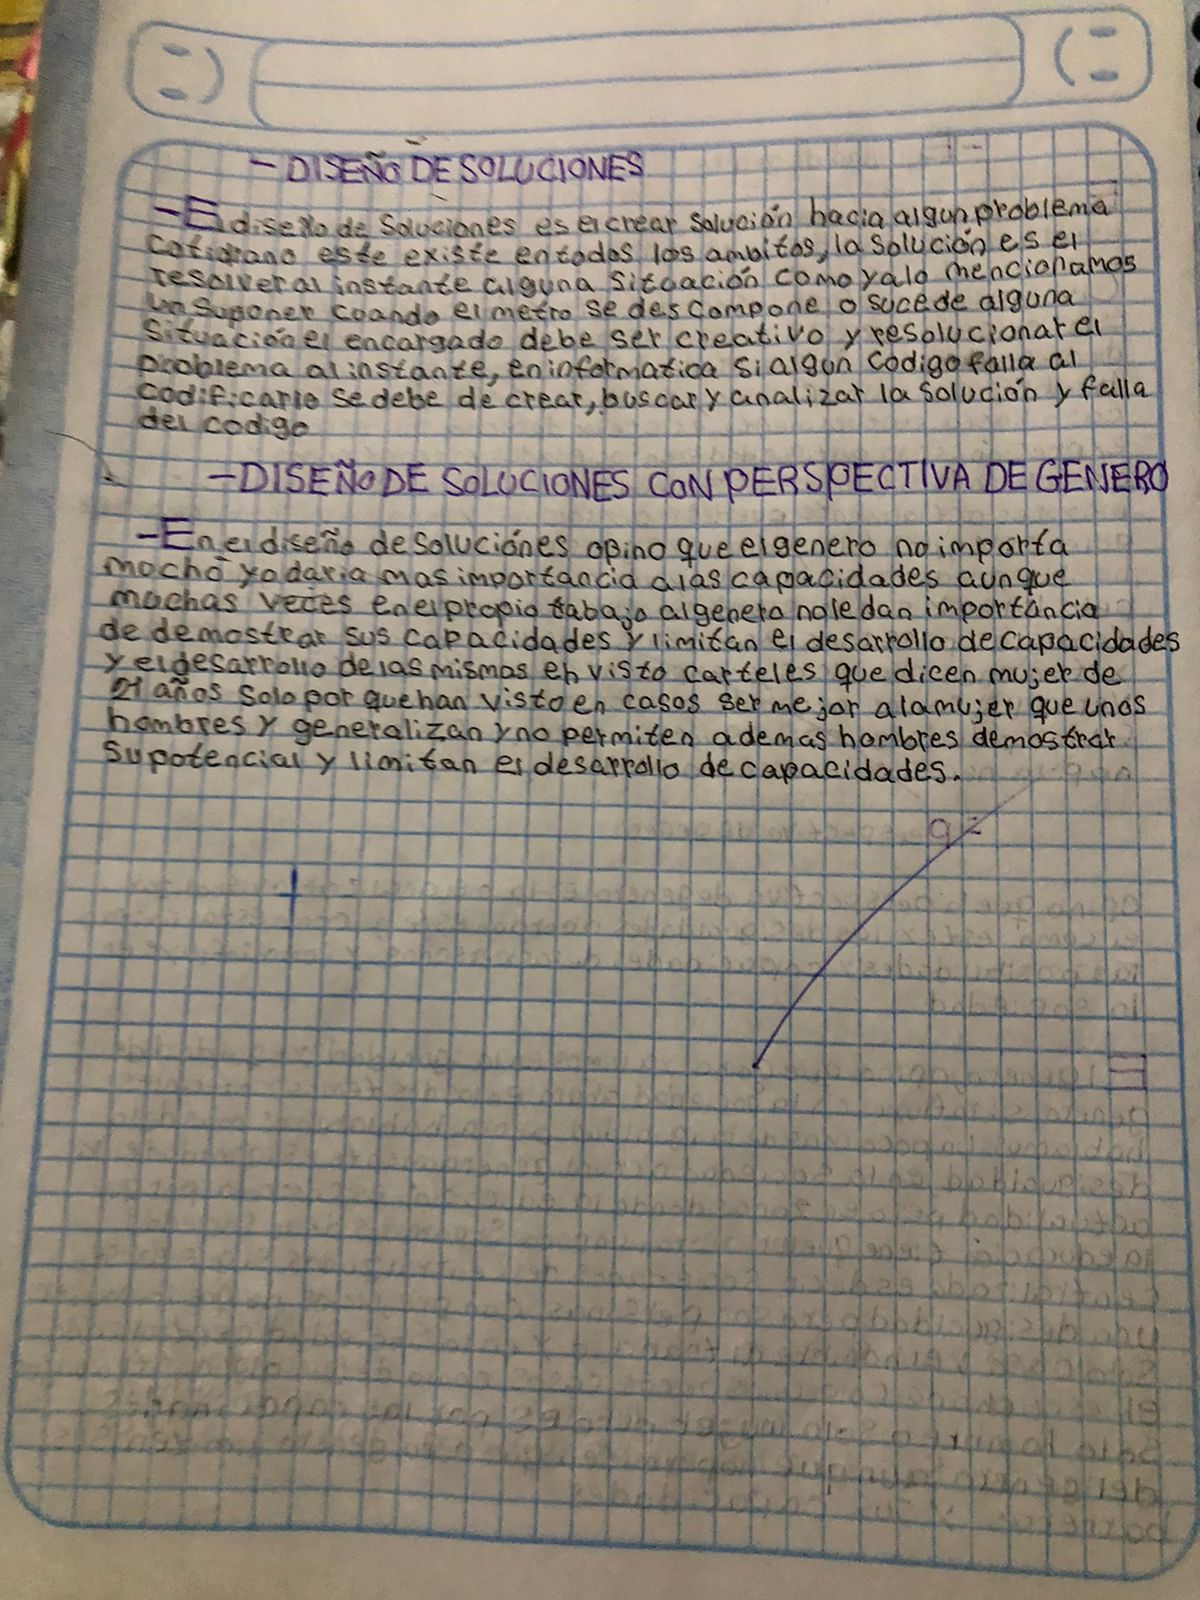 - DISEÑO DE SOLUCIONES
- El diseño de soluciones es el crear solución hacia algun problema
cotidiano este existe en todos los ambitos, la solución es el
resolver al instante alguna situación como ya lo mencionamos
un suponer cuando el metro se descompone o sucede alguna
situación el encargado debe ser creativo y resolucionar el
problema al instante, en informatica si algun codigo falla al
codificarlo se debe de crear, buscar y analizar la solución y falla
del codigo
- DISEÑO DE SOLUCIONES CON PERSPECTIVA DE GENERO
- En el diseño de soluciónes opino que el genero no importa
mucho yo daria mas importancia a las capacidades aunque
muchas veces en el propio tabajo al genero no le dan importancia
de demostrar sus capacidades y limitan el desarrollo de capacidades
y el desarrollo de las mismas eh visto carteles que dicen mujer de
21 años solo por que han visto en casos ser mejor a la mujer que unos
hombres y generalizan y no permiten ademas hombres demostrar
su potencial y limitan el desarrollo de capacidades.